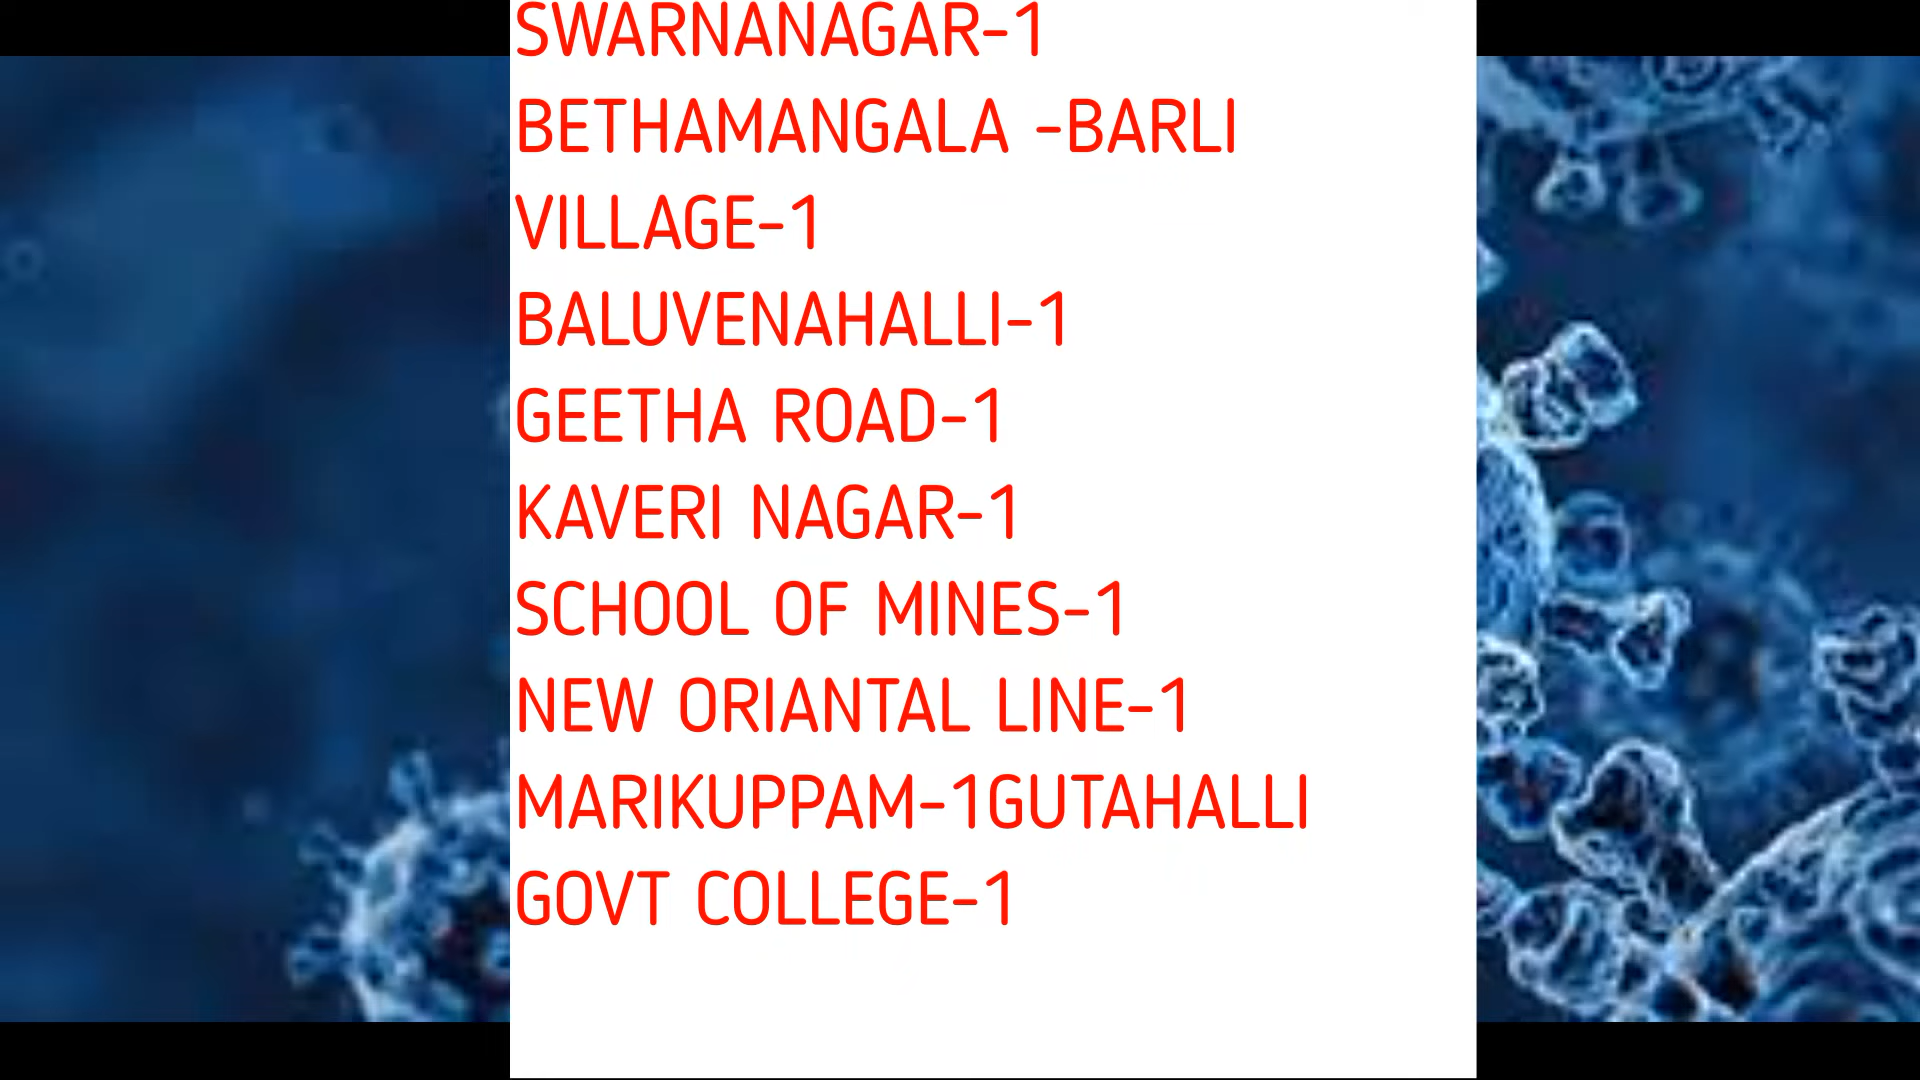 SWARNANAGAR-1
BETHAMANGALA -BARLI
VILLAGE-1
BALUVENAHALLI-1
GEETHA ROAD-1
KAVERI NAGAR-1
SCHOOL OF MINES-1
NEW ORIANTAL LINE-1
MARIKUPPAM-1GUTAHALLI
GOVT COLLEGE-1